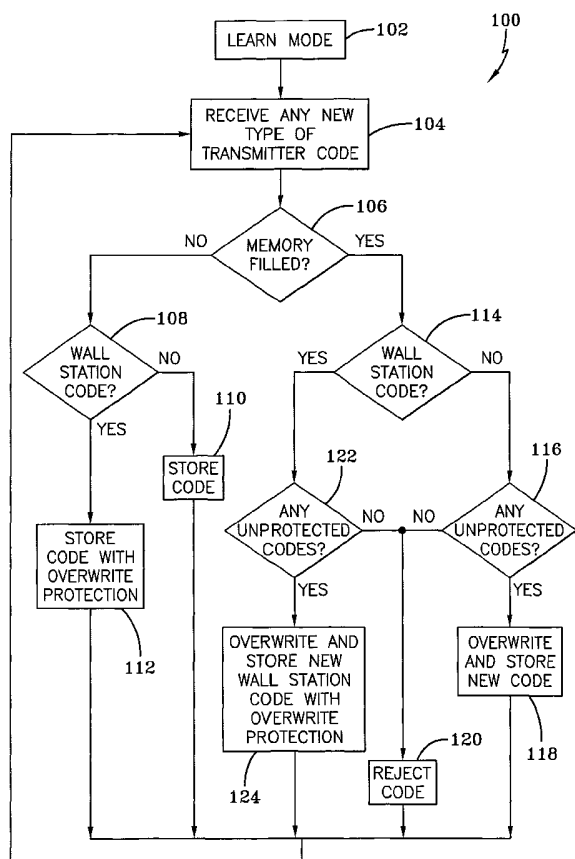 LEARN MODE
102
100
RECEIVE ANY NEW
TYPE OF
TRANSMITTER CODE
104
106
NO
MEMORY
FILLED?
YES
108
WALL
STATION
CODE?
NO
YES
114
YES
WALL
STATION
CODE?
NO
110
STORE
CODE
122
ANY
UNPROTECTED
CODES?
NO
YES
116
NO
ANY
UNPROTECTED
CODES?
YES
STORE
CODE WITH
OVERWRITE
PROTECTION
112
OVERWRITE AND
STORE NEW
WALL STATION
CODE WITH
OVERWRITE
PROTECTION
124
OVERWRITE
AND STORE
NEW CODE
118
120
REJECT
CODE